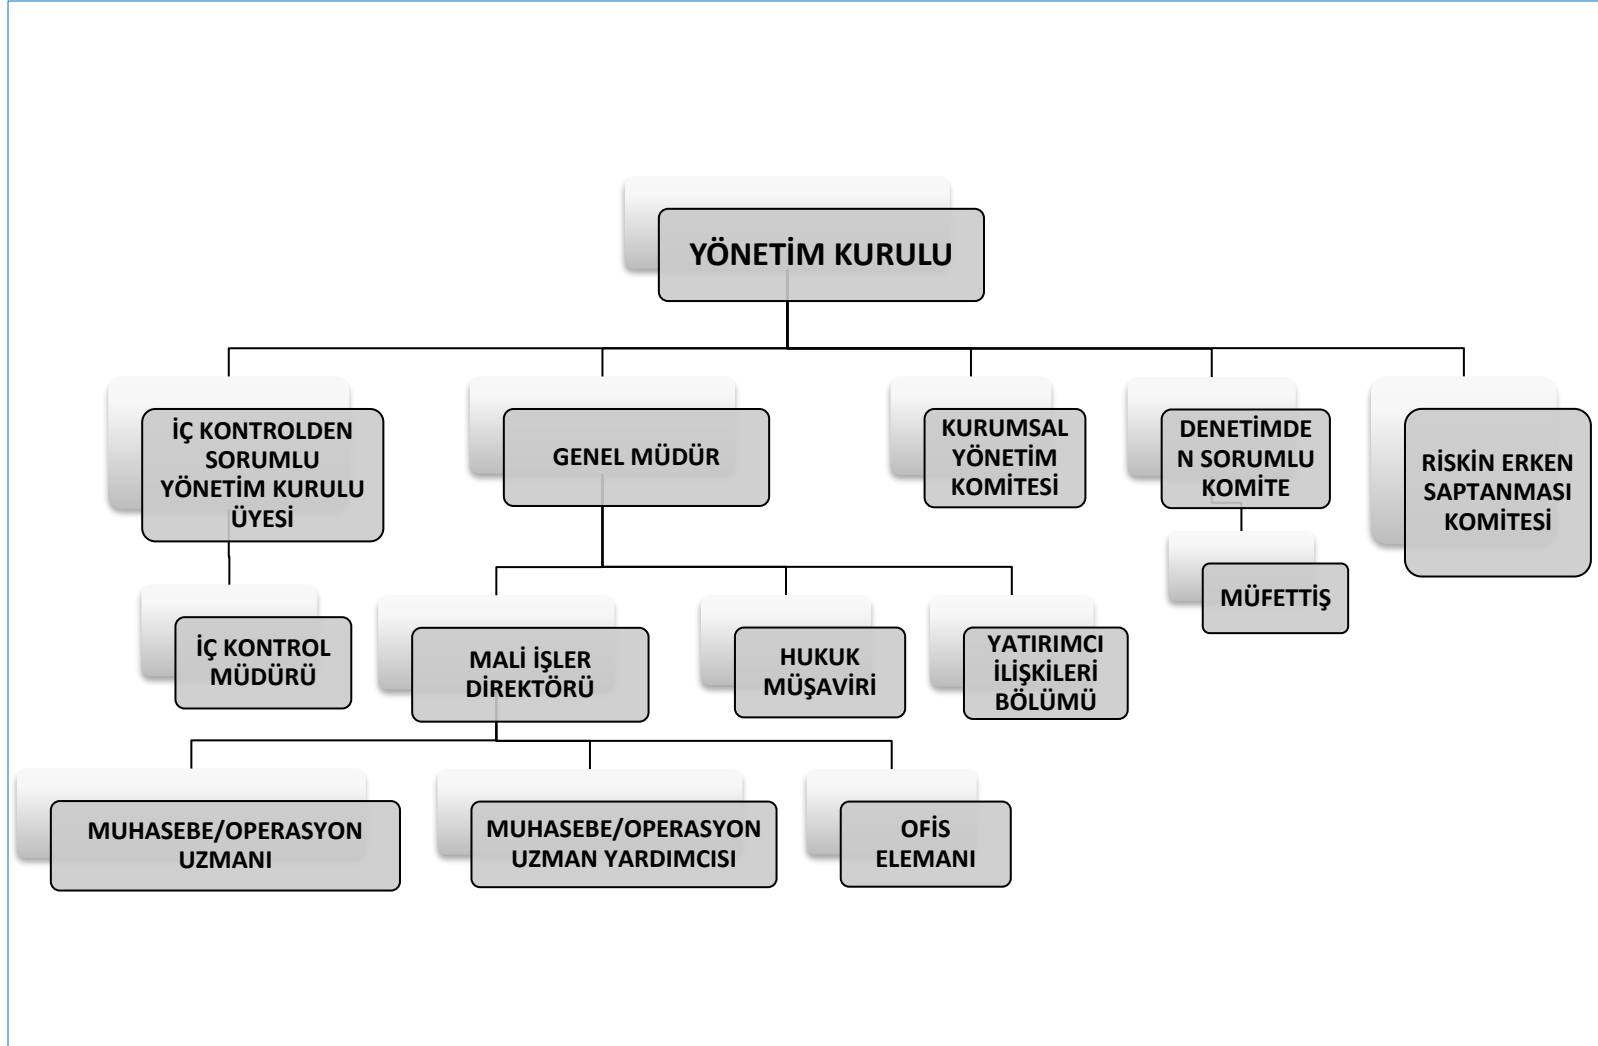 YÖNETİM KURULU
İÇ KONTROLDEN
SORUMLU
YÖNETİM KURULU
ÜYESİ
GENEL MÜDÜR
KURUMSAL
YÖNETİM
KOMİTESİ
DENETİMDE
N SORUMLU
KOMİTE
RİSKİN ERKEN
SAPTANMASI
KOMİTESİ
MÜFETTİŞ
İÇ KONTROL
MÜDÜRÜ
MALİ İŞLER
DİREKTÖRÜ
HUKUK
MÜŞAVİRİ
YATIRIMCI
İLİŞKİLERİ
BÖLÜMÜ
MUHASEBE/OPERASYON
UZMANI
MUHASEBE/OPERASYON
UZMAN YARDIMCISI
OFİS
ELEMANI